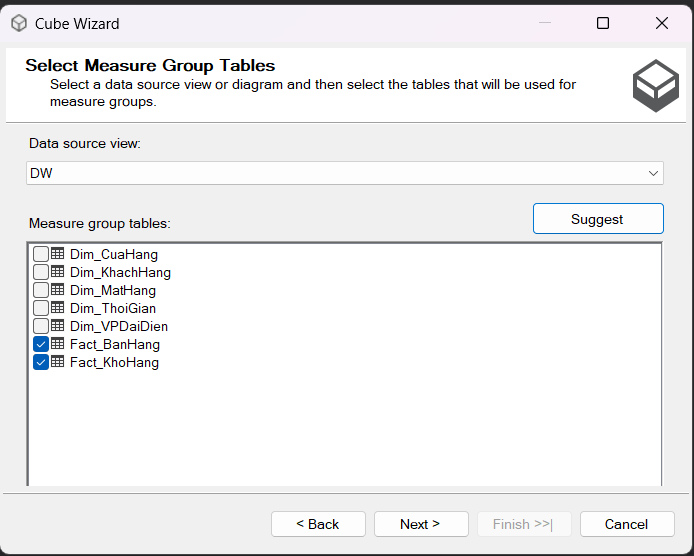 Cube Wizard
Select Measure Group Tables
Select a data source view or diagram and then select the tables that will be used for
measure groups.
Data source view:
DW
Suggest
Measure group tables:
Dim_CuaHang
Dim_KhachHang
Dim_MatHang
Dim_ThoiGian
Dim_VPDaiDien
Fact_BanHang
Fact_KhoHang
< Back
Next >
Finish >>|
Cancel